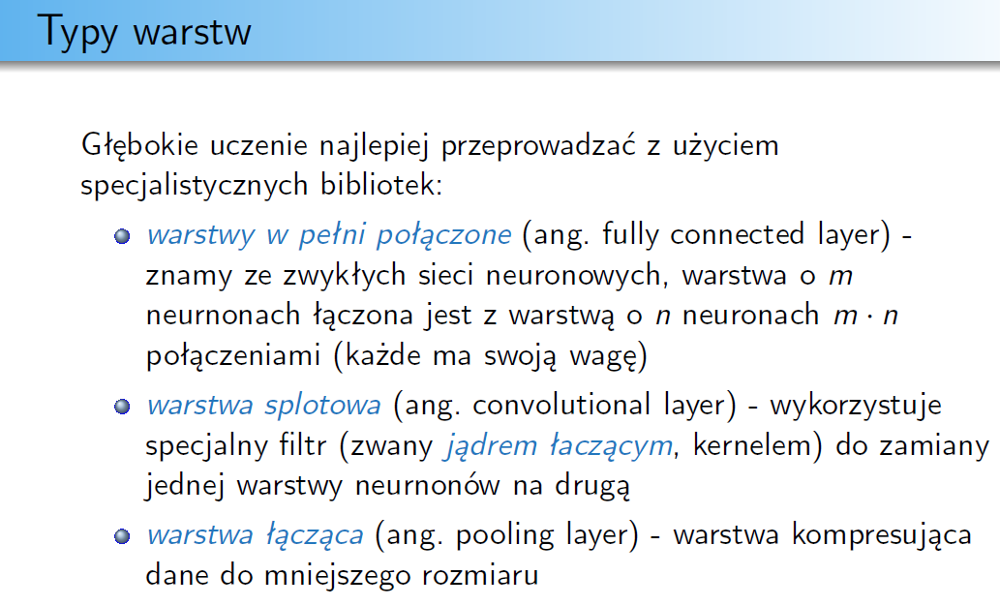 Typy warstw
Głębokie uczenie najlepiej przeprowadzać z użyciem
specjalistycznych bibliotek:
warstwy w pełni połączone (ang. fully connected layer) -
znamy ze zwykłych sieci neuronowych, warstwa o m
neurnonach łączona jest z warstwą o n neuronach m · n
połączeniami (każde ma swoją wagę)
warstwa splotowa (ang. convolutional layer) - wykorzystuje
specjalny filtr (zwany jądrem łaczącym, kernelem) do zamiany
jednej warstwy neurnonów na drugą
warstwa łącząca (ang. pooling layer) - warstwa kompresująca
dane do mniejszego rozmiaru